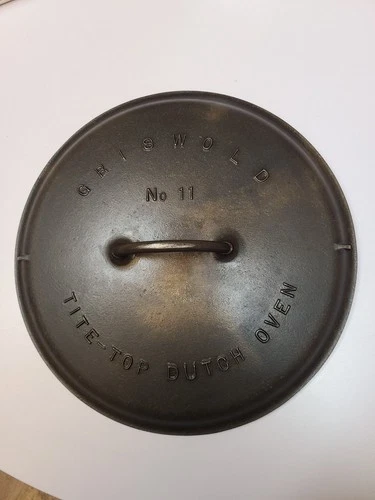 GRISWOLD
No 11
TITE-TOP DUTCH OVEN